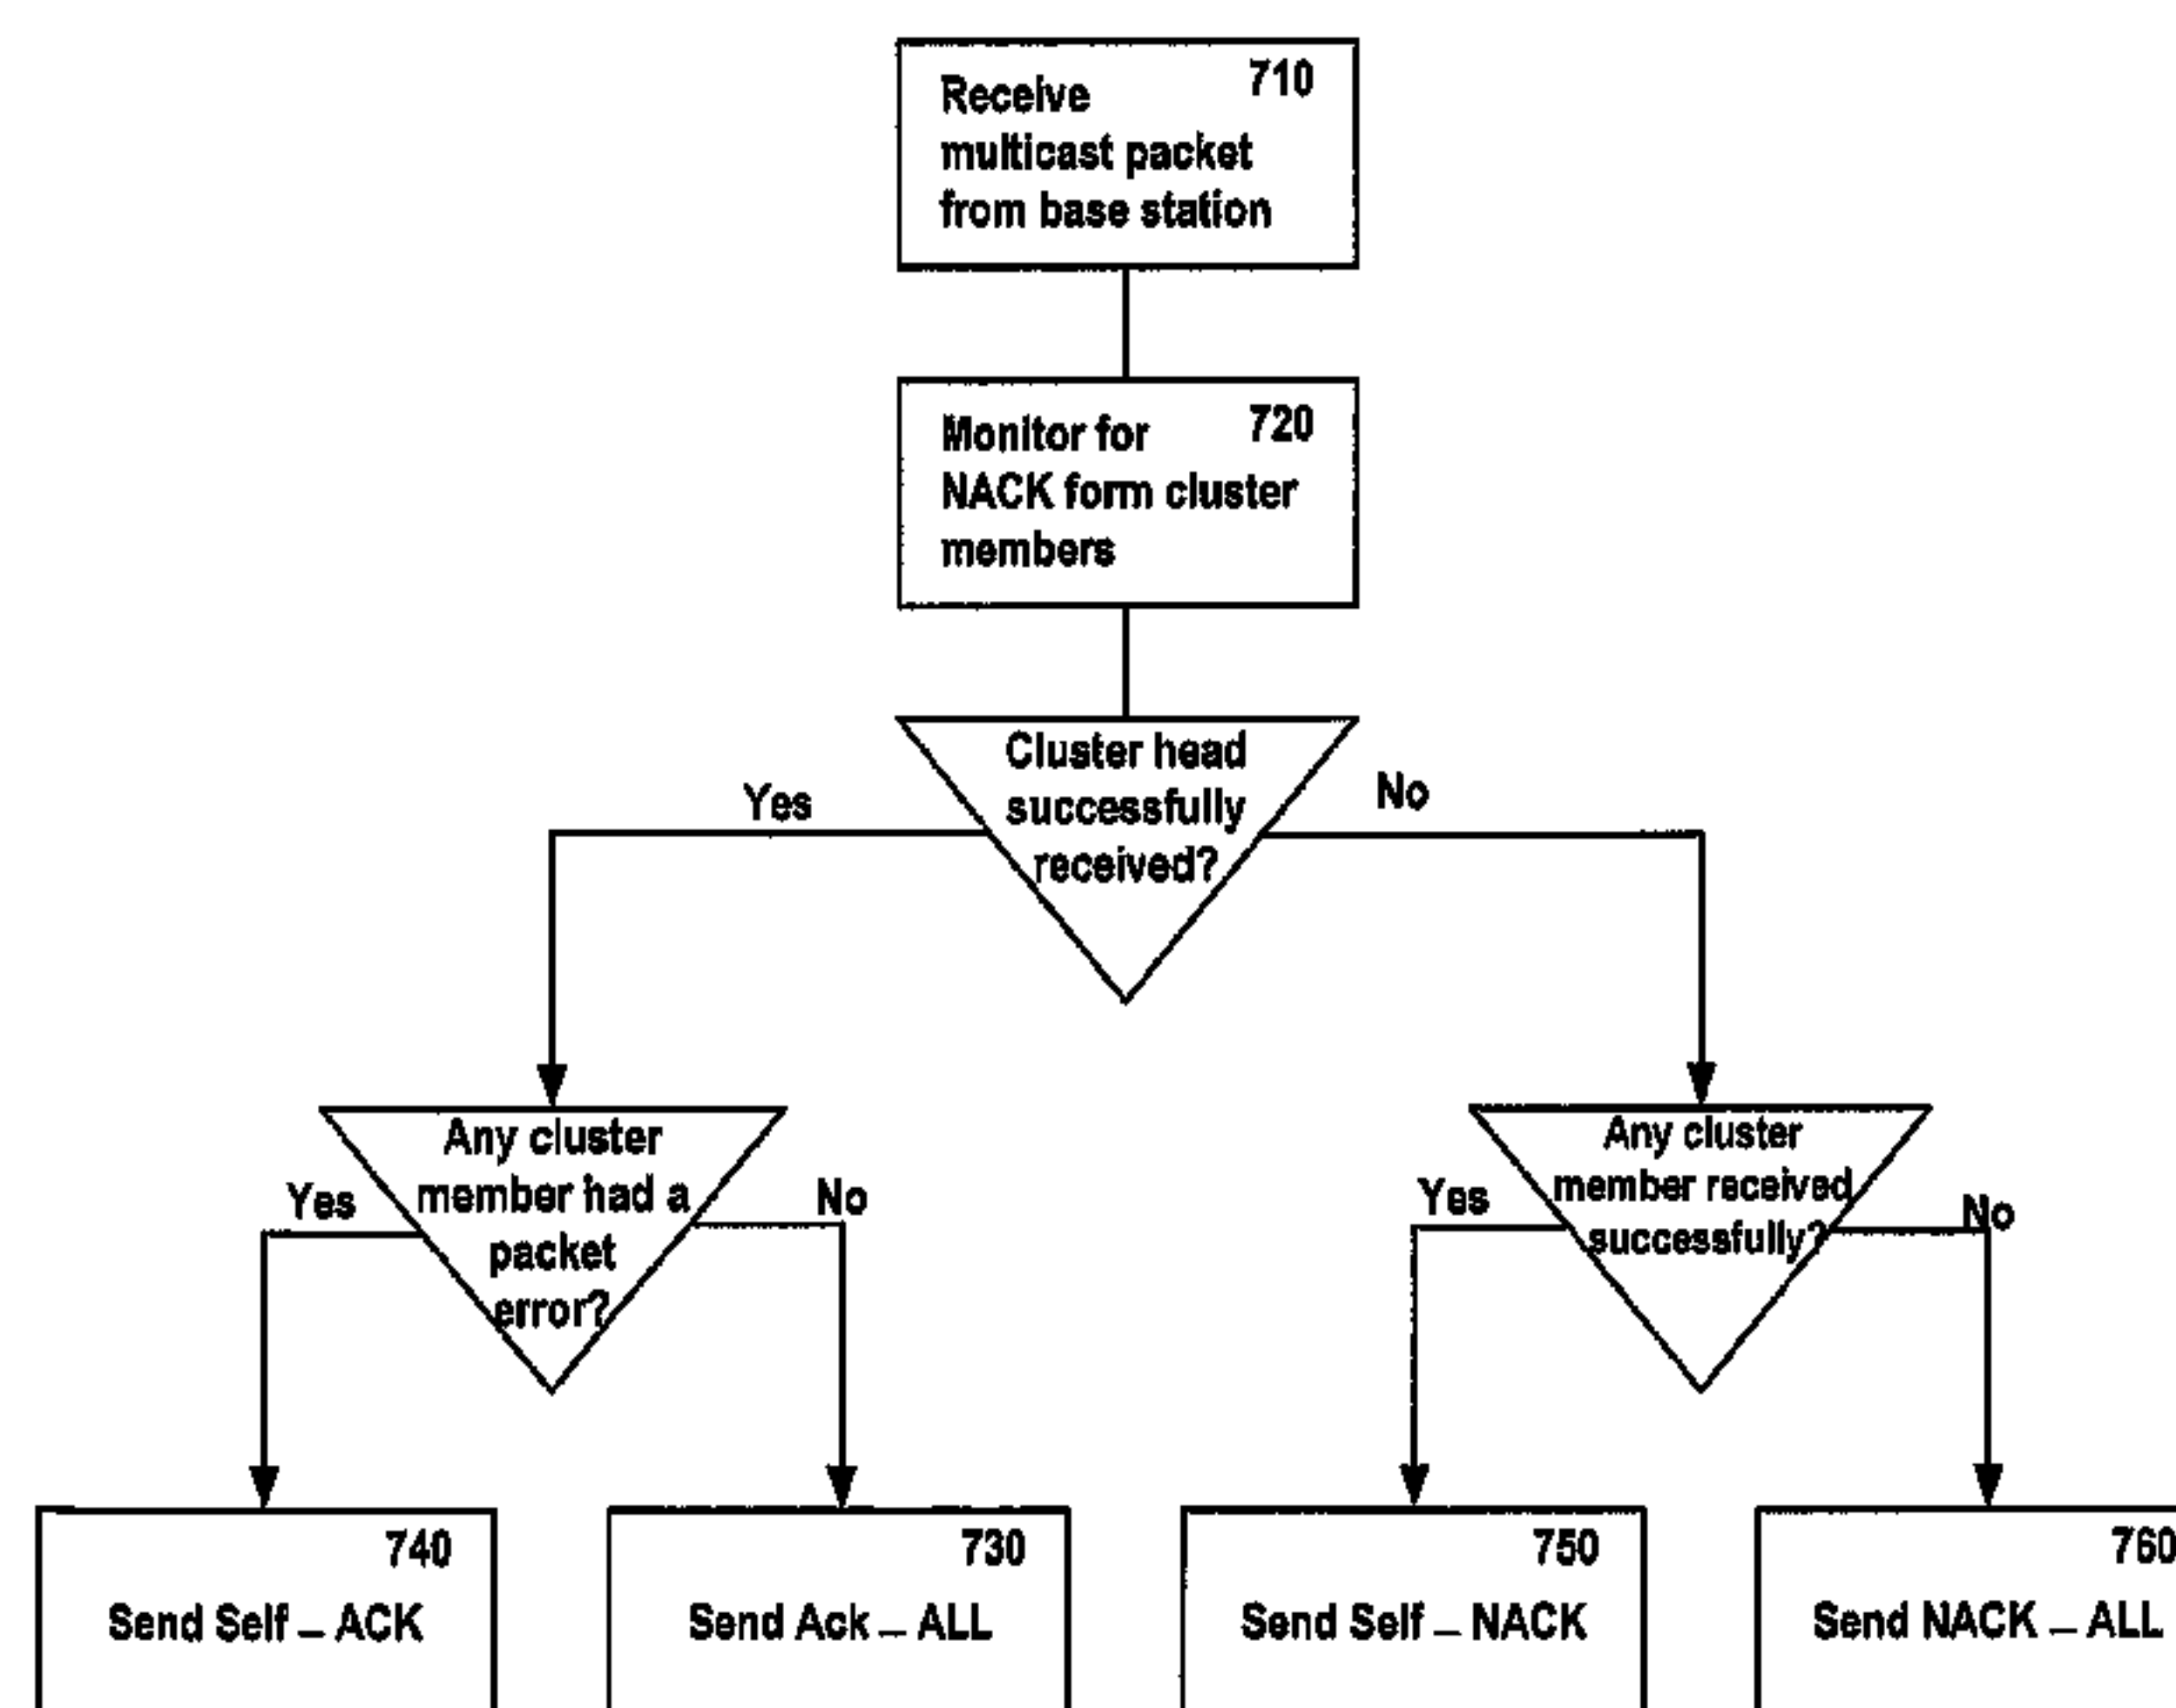 710
Receive
multicast packet
from base station
720
Monitor for
NACK form cluster
members
Cluster head
successfully
received?
Yes
No
Any cluster
member had a
packet
error?
Yes
No
Any cluster
member received
successfully?
Yes
No
740
Send Self _ ACK
730
Send Ack _ ALL
750
Send Self _ NACK
760
Send NACK _ ALL